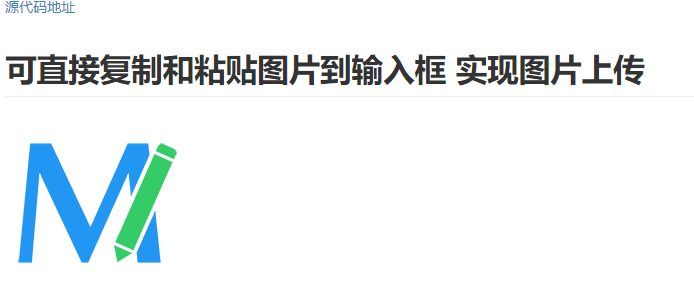 源代码地址
可直接复制和粘贴图片到输入框 实现图片上传